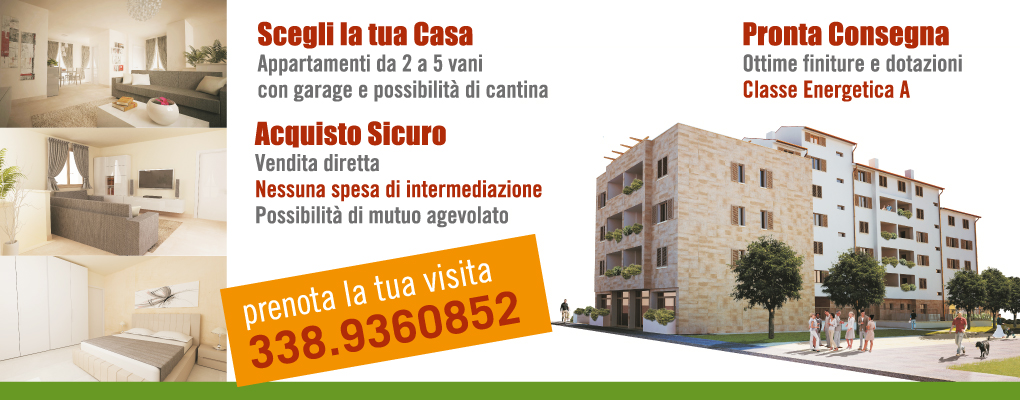 Scegli la tua Casa
Appartamenti da 2 a 5 vani
con garage e possibilità di cantina
Acquisto Sicuro
Vendita diretta
Nessuna spesa di intermediazione
Possibilità di mutuo agevolato
prenota la tua visita
338.9360852
Pronta Consegna
Ottime finiture e dotazioni
Classe Energetica A